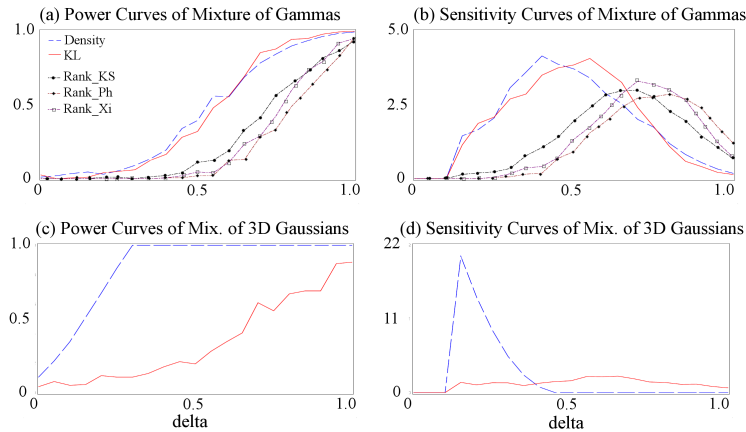 (a) Power Curves of Mixture of Gammas
1.0
0.5
0
0
0.5
1.0
Density
KL
Rank_KS
Rank_Ph
Rank_Xi
(b) Sensitivity Curves of Mixture of Gammas
5.0
2.5
0
0
0.5
1.0
(c) Power Curves of Mix. of 3D Gaussians
1.0
0.5
0
0
0.5
1.0
delta
(d) Sensitivity Curves of Mix. of 3D Gaussians
22
11
0
0
0.5
1.0
delta